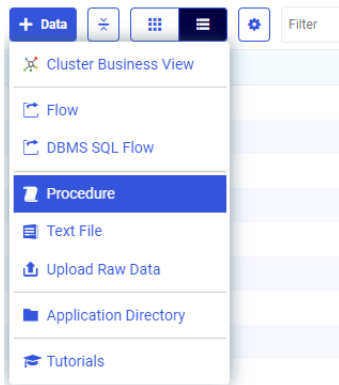 + Data
Filter
Cluster Business View
Flow
DBMS SQL Flow
Procedure
Text File
Upload Raw Data
Application Directory
Tutorials